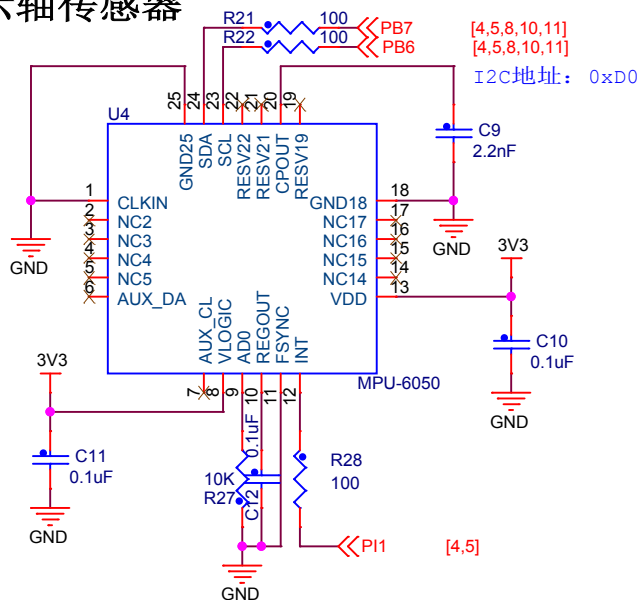 轴传感器
R21 100 PB7 [4,5,8,10,11]
R22 100 PB6 [4,5,8,10,11]
I2C地址：0xD0
25 24 23 22 21 20 19
U4
GND25 SDA SCL RESV22 RESV21 CPOUT RESV19
C9
2.2nF
1 CLKIN GND18 18
2 NC2 NC17 17
3 NC3 NC16 16
4 NC4 NC15 15
5 NC5 NC14 14
6 AUX_DA VDD 13
GND
GND
3V3
AUX_CL VLOGIC AD0 REGOUT FSYNC INT
C10
0.1uF
3V3
MPU-6050
7 8 9 10 11 12
GND
C11
0.1uF
0.1uF
10K
R27
C12
R28
100
GND
PI1 [4,5]
GND